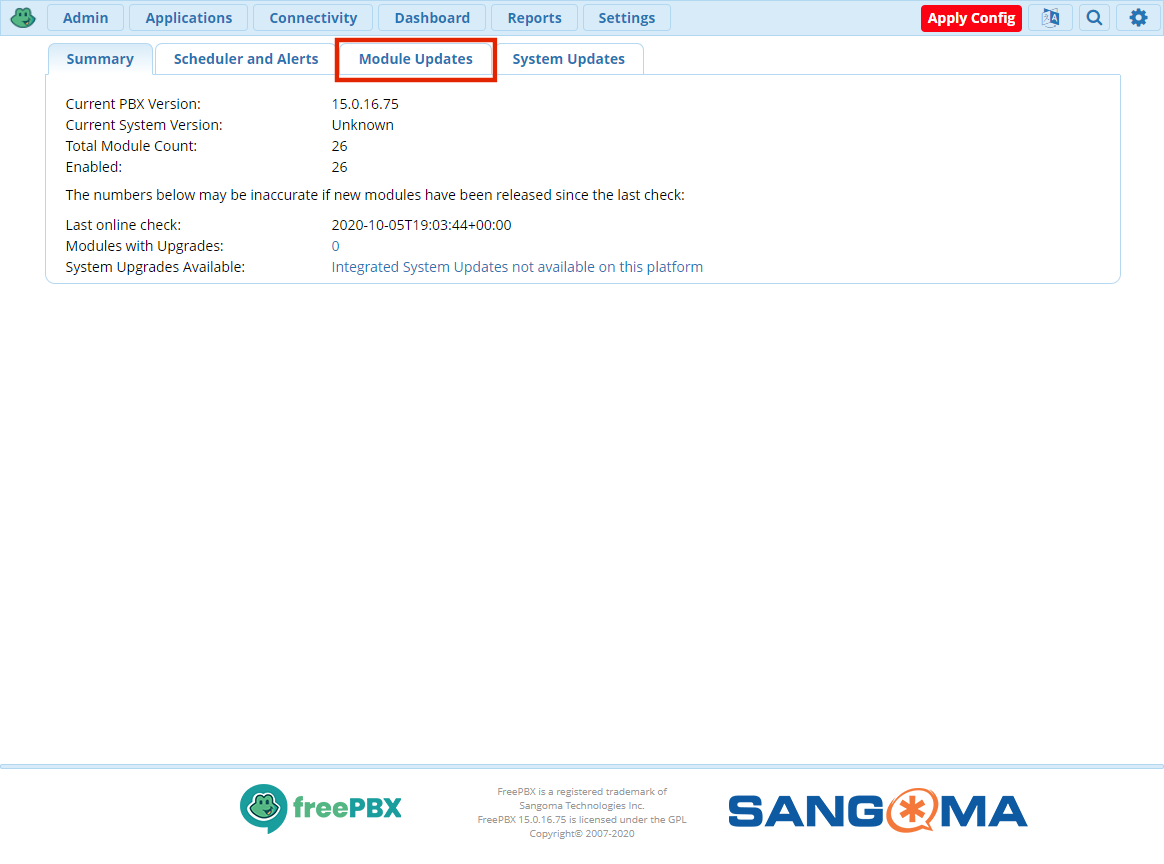 Admin Applications Connectivity Dashboard Reports Settings Apply Config
Summary Scheduler and Alerts Module Updates System Updates
Current PBX Version: 15.0.16.75
Current System Version: Unknown
Total Module Count: 26
Enabled: 26
The numbers below may be inaccurate if new modules have been released since the last check:
Last online check: 2020-10-05T19:03:44+00:00
Modules with Upgrades: 0
System Upgrades Available: Integrated System Updates not available on this platform
freePBX
FreePBX is a registered trademark of
Sangoma Technologies Inc.
FreePBX 15.0.16.75 is licensed under the GPL
Copyright© 2007-2020
SANGOMA